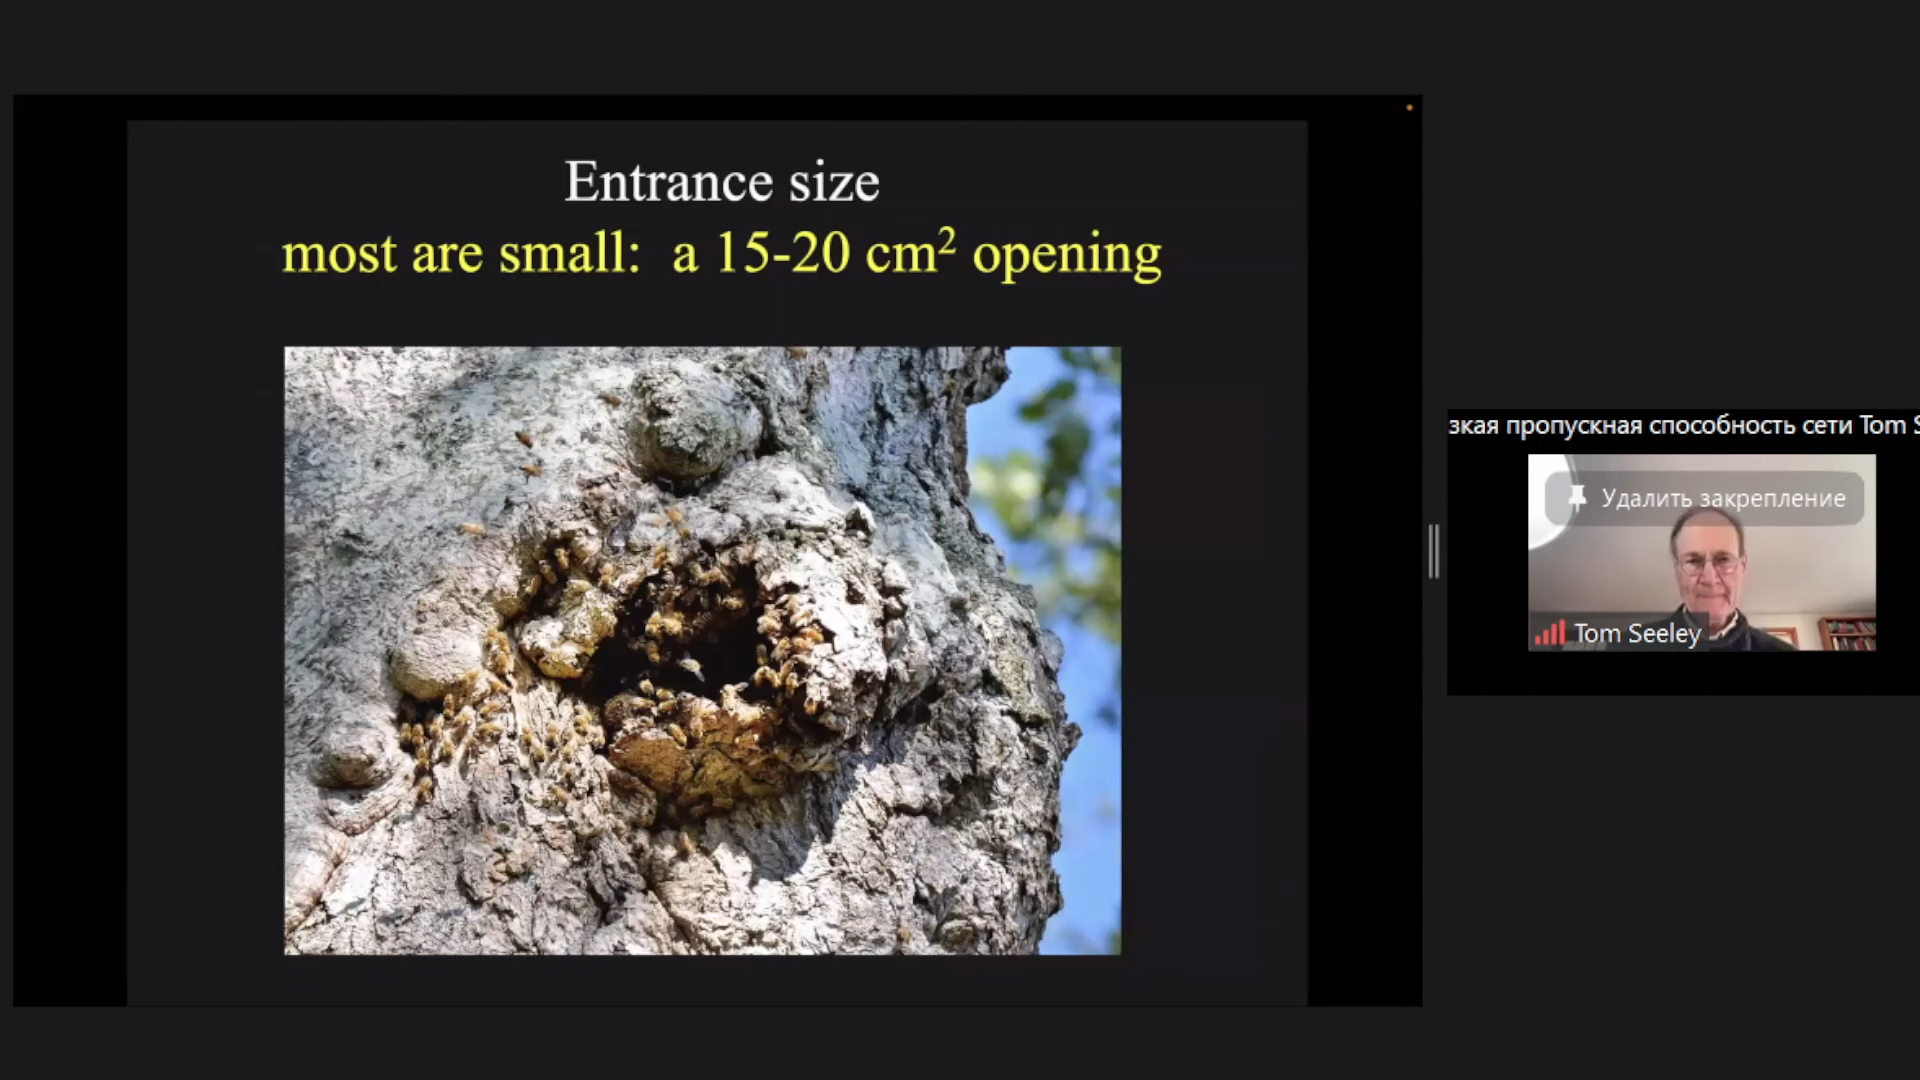 Entrance size
most are small: a 15-20 cm² opening
зкая пропускная способность сети Tom S
Удалить закрепление
Tom Seeley